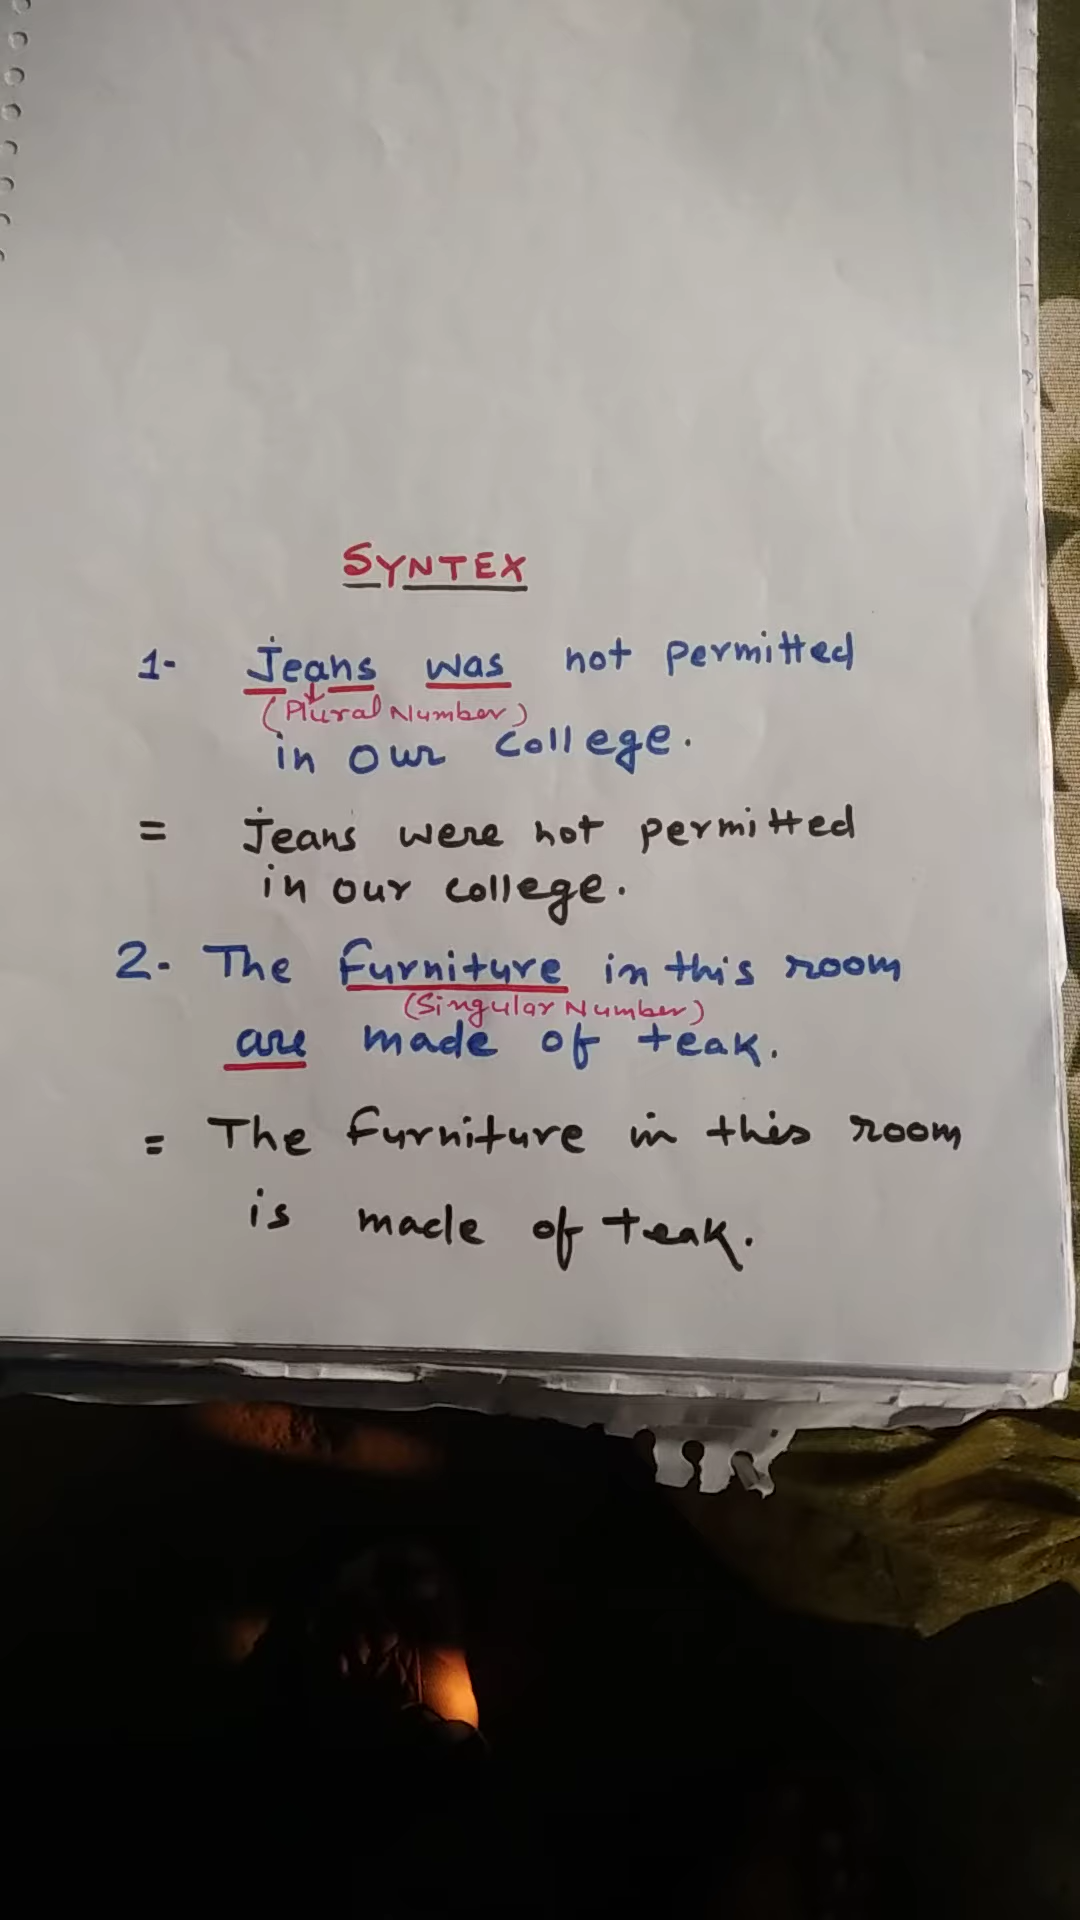 SYNTEX
1- Jeans was not permitted
(Plural Number)
in our college.
= Jeans were not permitted
in our college.
2- The furniture in this room
(Singular Number)
are made of teak.
= The furniture in this room
is made of teak.